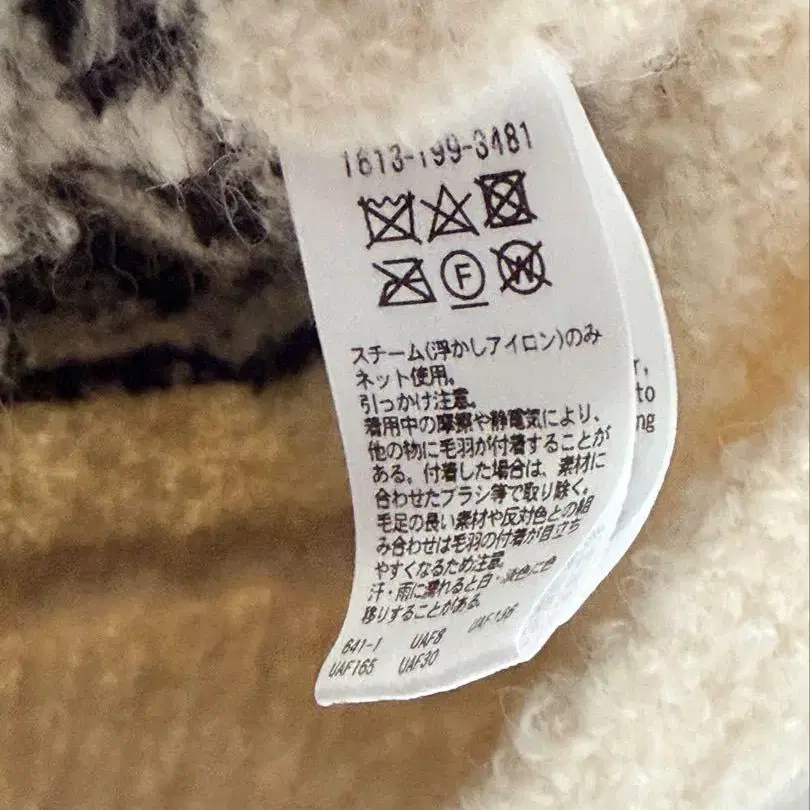 1613-199-3481
F
W
スチーム(浮かしアイロン)のみ
ネット使用。
引っかけ注意。
着用中の摩擦や静電気により、
他の物に毛羽が付着することが
ある。付着した場合は、素材に
合わせたブラシ等で取り除く。
毛足の長い素材や反対色との組
み合わせは毛羽の付着が目立ち
やすくなるため注意。
汗・雨に濡れると白・淡色に色
移りすることがある。
641-1 UAF8
UAF165 UAF30
to
ng